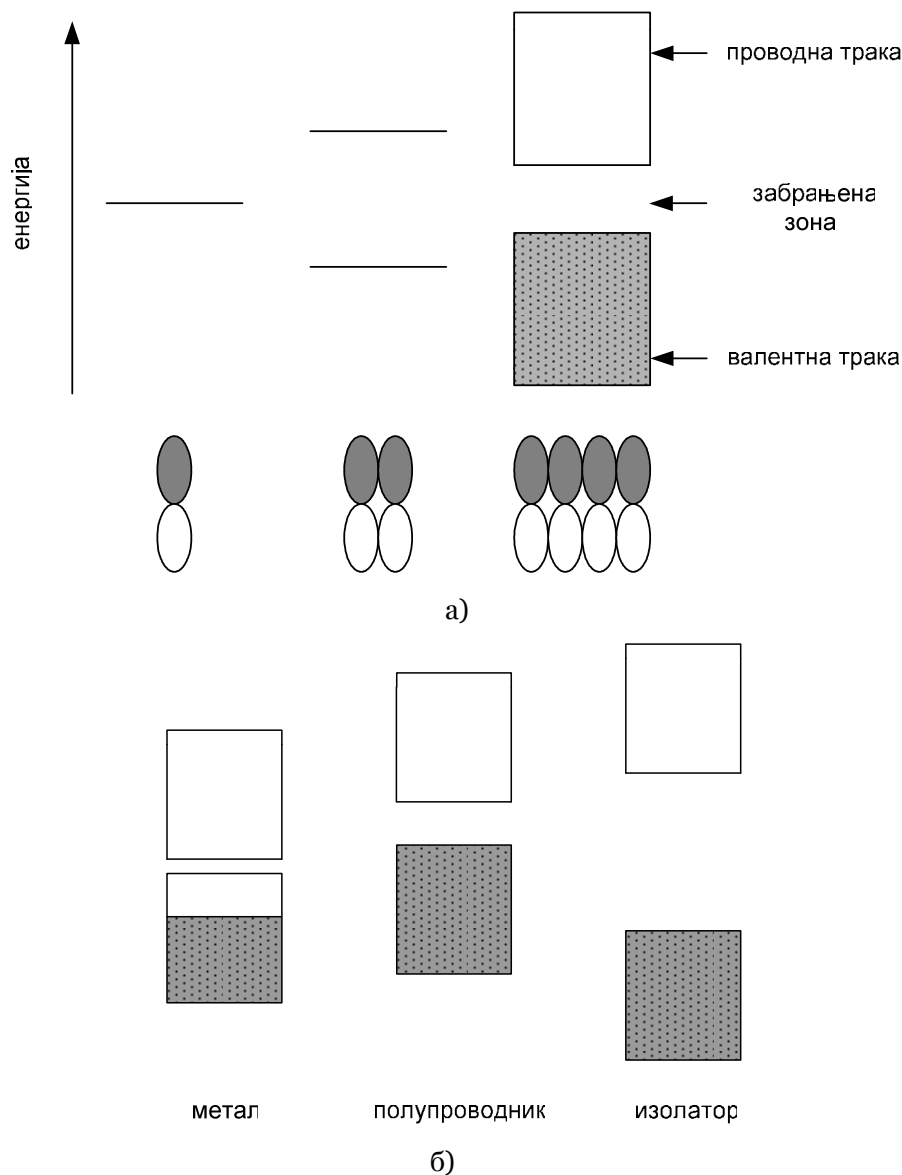 проводна трака
енергија
забрањена
зона
валентна трака
а)
метал
полупроводник
изолатор
б)